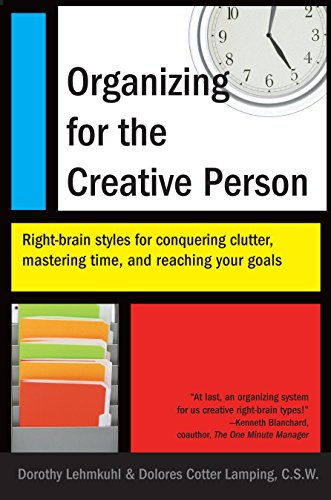 Organizing
for the
Creative Person
Right-brain styles for conquering clutter,
mastering time, and reaching your goals
"At last, an organizing system
for us creative right-brain types!"
—Kenneth Blanchard,
coauthor, The One Minute Manager
Dorothy Lehmkuhl & Dolores Cotter Lamping, C.S.W.